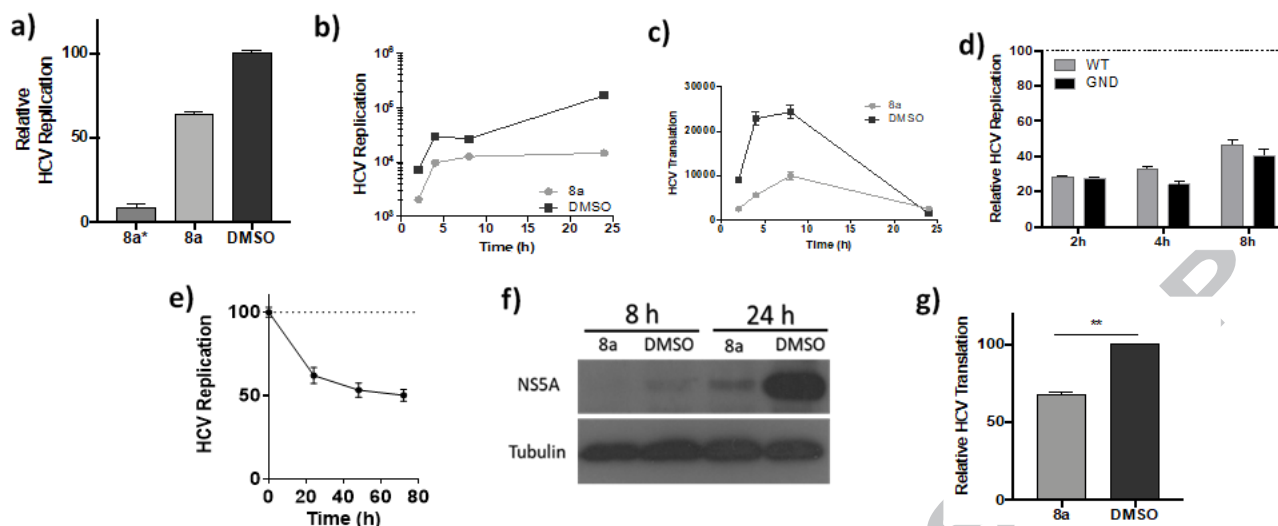 a)
Relative
HCV Replication
100
50
0
8a*
8a
DMSO
b)
HCV Replication
10⁶
10⁵
10⁴
10³
8a
DMSO
0
5
10
15
20
25
Time (h)
c)
HCV Translation
30000
20000
10000
0
8a
DMSO
0
5
10
15
20
25
Time (h)
d)
Relative HCV Replication
100
80
60
40
20
0
WT
GND
2h
4h
8h
e)
HCV Replication
100
50
0
0
20
40
60
80
Time (h)
f)
8 h
24 h
8a
DMSO
8a
DMSO
NS5A
Tubulin
g)
Relative HCV Translation
100
50
0
**
8a
DMSO